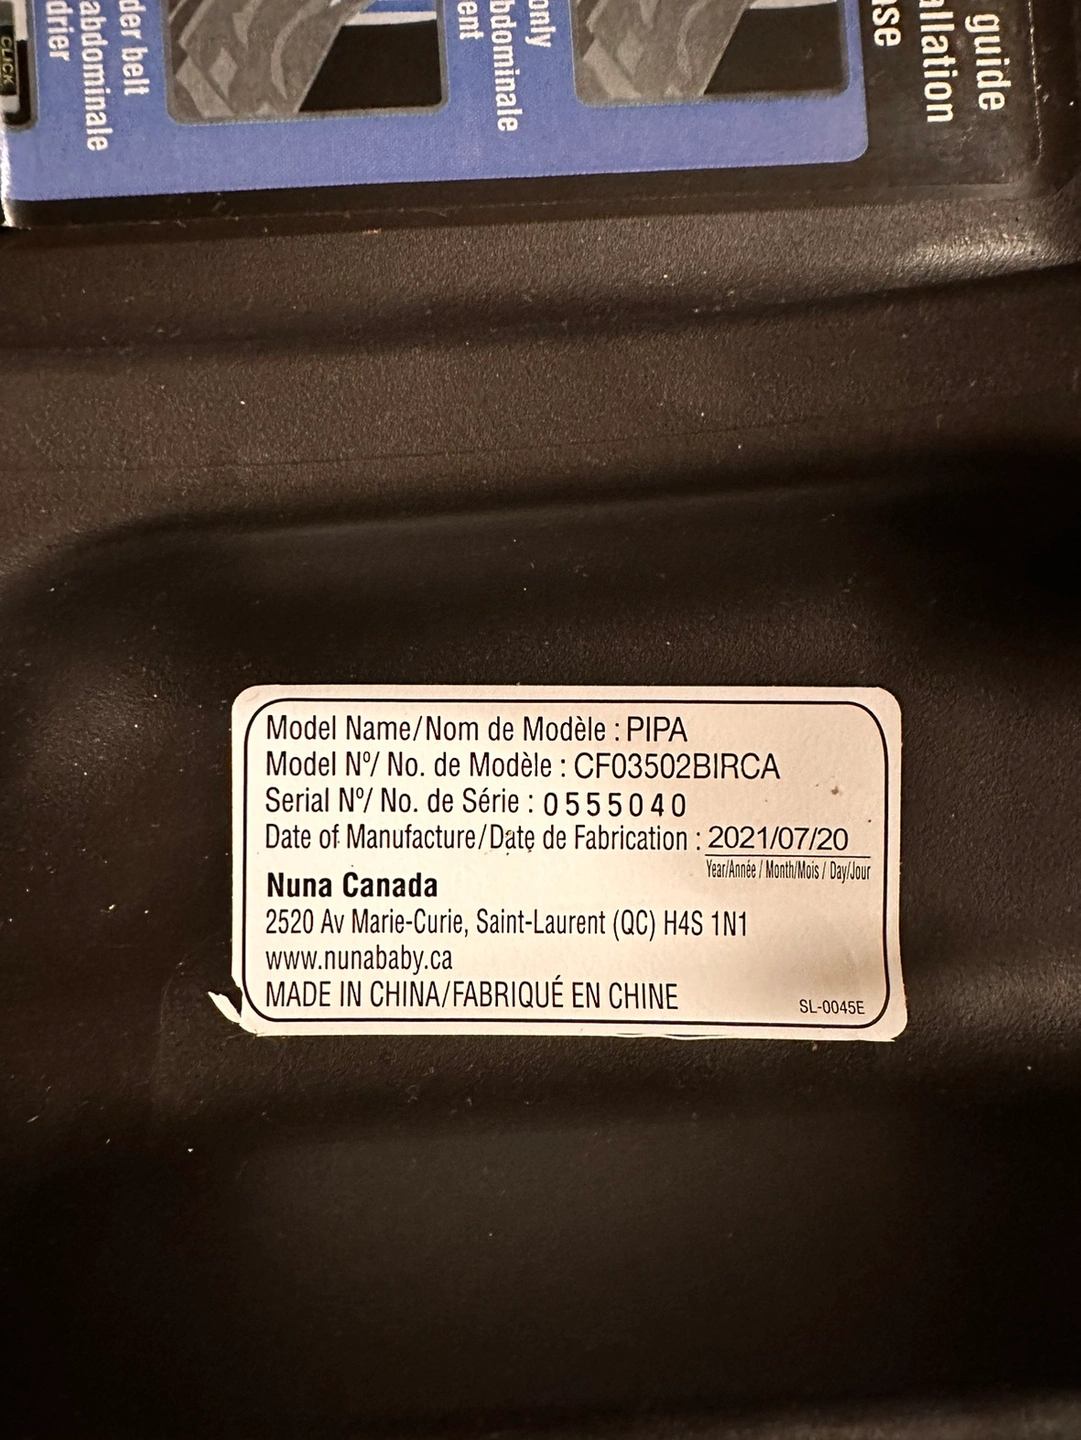 guide
allation
ase
only
bdominale
ent
der belt
abdominale
drier
CLICK
Model Name/Nom de Modèle : PIPA
Model Nº/ No. de Modèle : CF03502BIRCA
Serial Nº/ No. de Série : 0555040
Date of Manufacture/Date de Fabrication : 2021/07/20
Year/Année / Month/Mois / Day/Jour
Nuna Canada
2520 Av Marie-Curie, Saint-Laurent (QC) H4S 1N1
www.nunababy.ca
MADE IN CHINA/FABRIQUÉ EN CHINE
SL-0045E